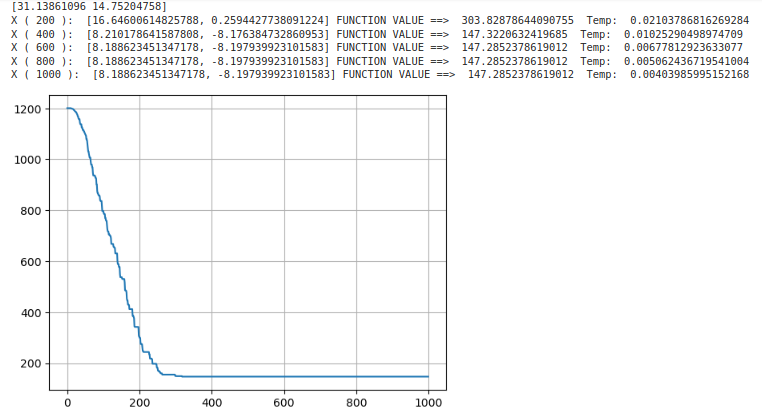 [31.13861096 14.75204758]
X ( 200 ):  [16.64600614825788, 0.2594427738091224] FUNCTION VALUE ==>  303.82878644090755  Temp:  0.02103786816269284
X ( 400 ):  [8.210178641587808, -8.176384732860953] FUNCTION VALUE ==>  147.3220632419685  Temp:  0.01025290498974709
X ( 600 ):  [8.188623451347178, -8.197939923101583] FUNCTION VALUE ==>  147.2852378619012  Temp:  0.00677812923633077
X ( 800 ):  [8.188623451347178, -8.197939923101583] FUNCTION VALUE ==>  147.2852378619012  Temp:  0.005062436719541004
X ( 1000 ):  [8.188623451347178, -8.197939923101583] FUNCTION VALUE ==>  147.2852378619012  Temp:  0.00403985995152168
1200
1000
800
600
400
200
0 200 400 600 800 1000